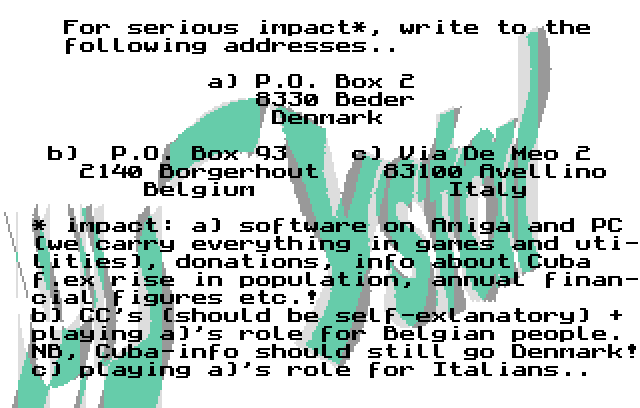 For serious impact*, write to the
following addresses..
a) P.O. Box 2
8330 Beder
Denmark
b) P.O. Box 93 c) Via De Meo 2
2140 Borgerhout 83100 Avellino
Belgium Italy
* impact: a) software on Amiga and PC
(we carry everything in games and uti-
lities), donations, info about Cuba
fiex rise in population, annual finan-
cial figures etc.!
b) CC's (should be self-exlanatory) +
playing a)'s role for Belgian people.
NB, Cuba-info should still go Denmark!
c) playing a)'s role for Italians..